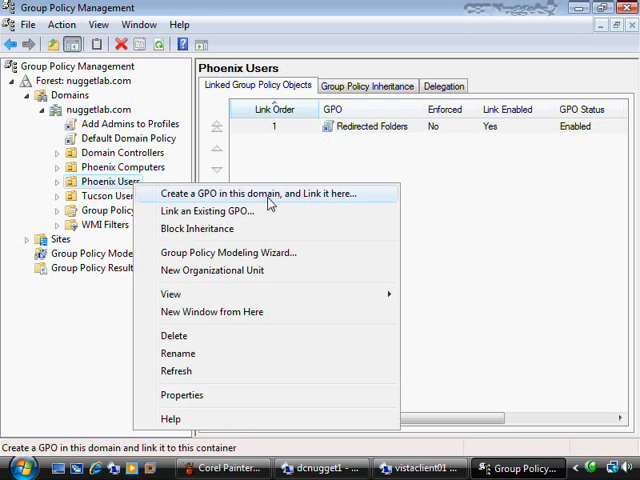 Group Policy Management
CBT Nuggets
File Action View Window Help
Group Policy Management
Forest: nuggetlab.com
Domains
nuggetlab.com
Add Admins to Profiles
Default Domain Policy
Domain Controllers
Phoenix Computers
Phoenix Users
Tucson User
Group Policy
WMI Filters
Sites
Group Policy Mode
Group Policy Result
Phoenix Users
Linked Group Policy Objects Group Policy Inheritance Delegation
Link Order GPO Enforced Link Enabled GPO Status
1 Redirected Folders No Yes Enabled
Create a GPO in this domain, and Link it here...
Link an Existing GPO...
Block Inheritance
Group Policy Modeling Wizard...
New Organizational Unit
View
New Window from Here
Delete
Rename
Refresh
Properties
Help
Create a GPO in this domain and link it to this container
Corel Painter... dcnugget1 - ... vistaclient01 ... Group Policy...
8:52 PM